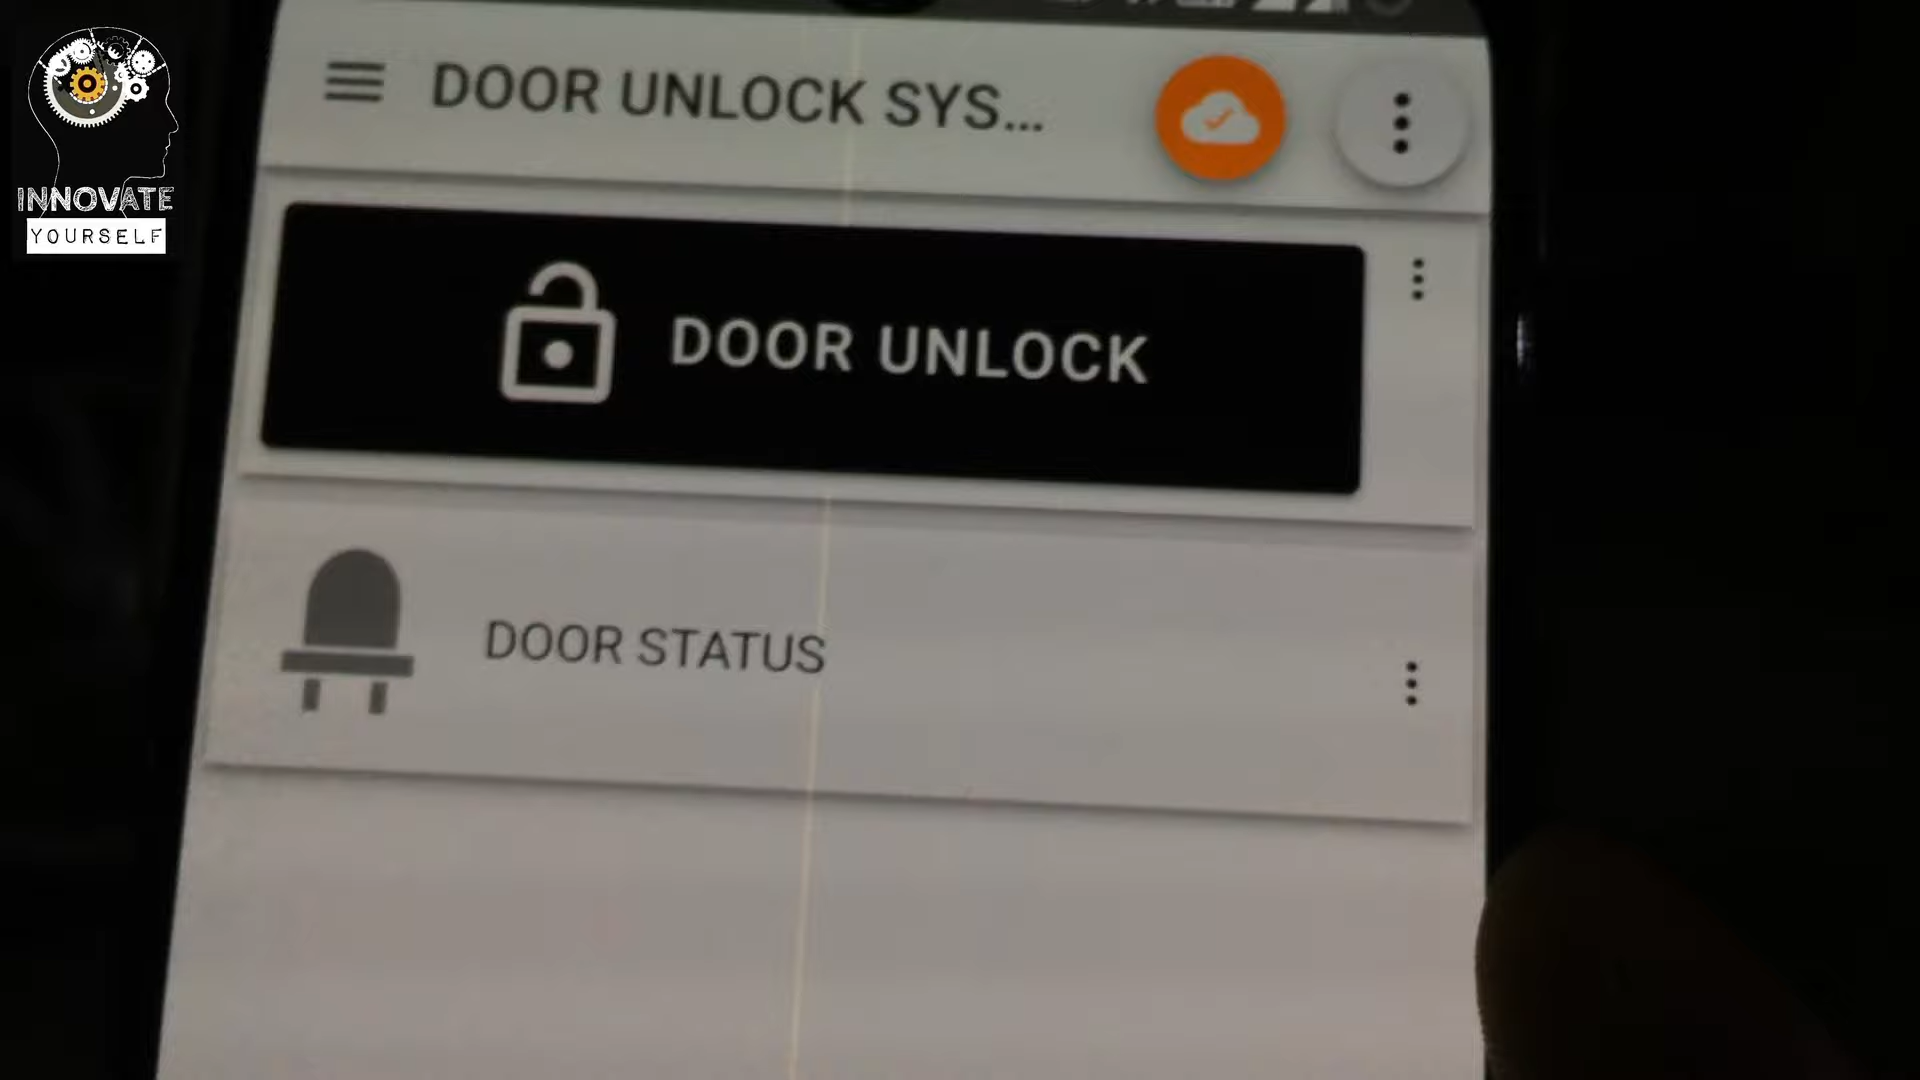 INNOVATE
YOURSELF
DOOR UNLOCK SYS...
DOOR UNLOCK
DOOR STATUS